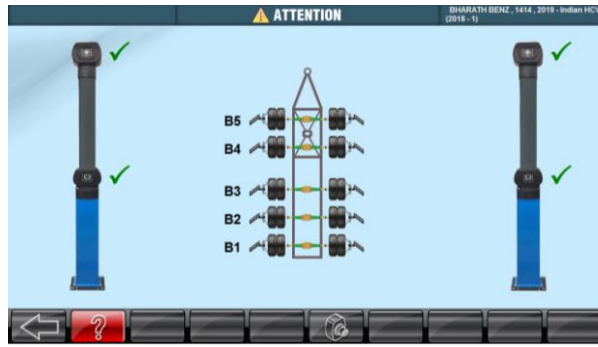 ATTENTION
BHARATH BENZ , 1414 , 2019 - Indian HCV
(2018 - 1)
B5
B4
B3
B2
B1